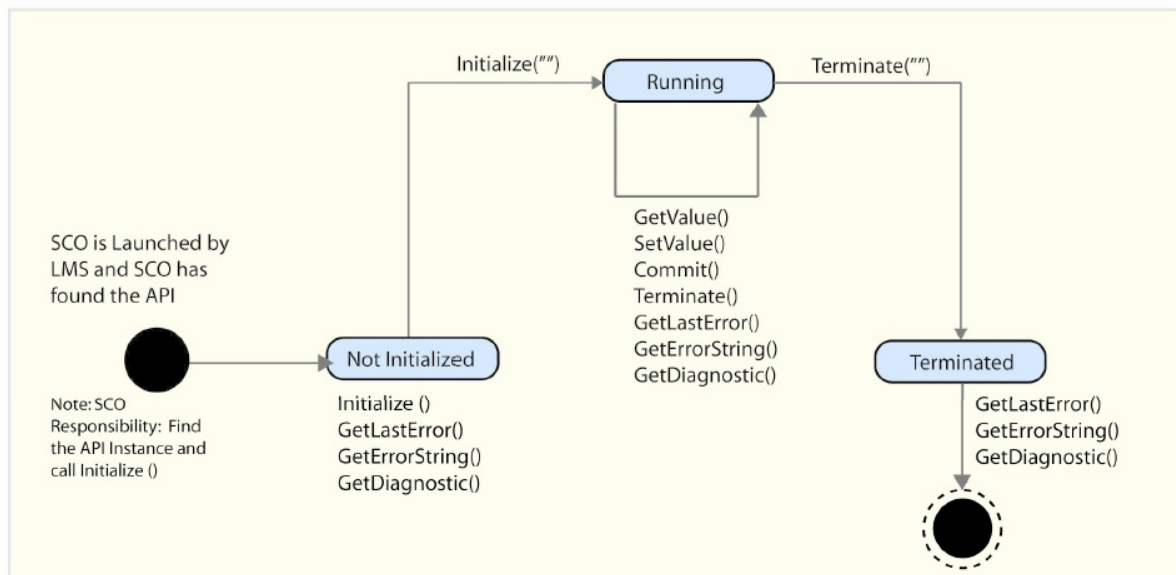 Initialize("")
Running
Terminate("")
GetValue()
SetValue()
Commit()
Terminate()
GetLastError()
GetErrorString()
GetDiagnostic()
SCO is Launched by
LMS and SCO has
found the API
Not Initialized
Note: SCO
Responsibility: Find
the API Instance and
call Initialize ()
Initialize ()
GetLastError()
GetErrorString()
GetDiagnostic()
Terminated
GetLastError()
GetErrorString()
GetDiagnostic()